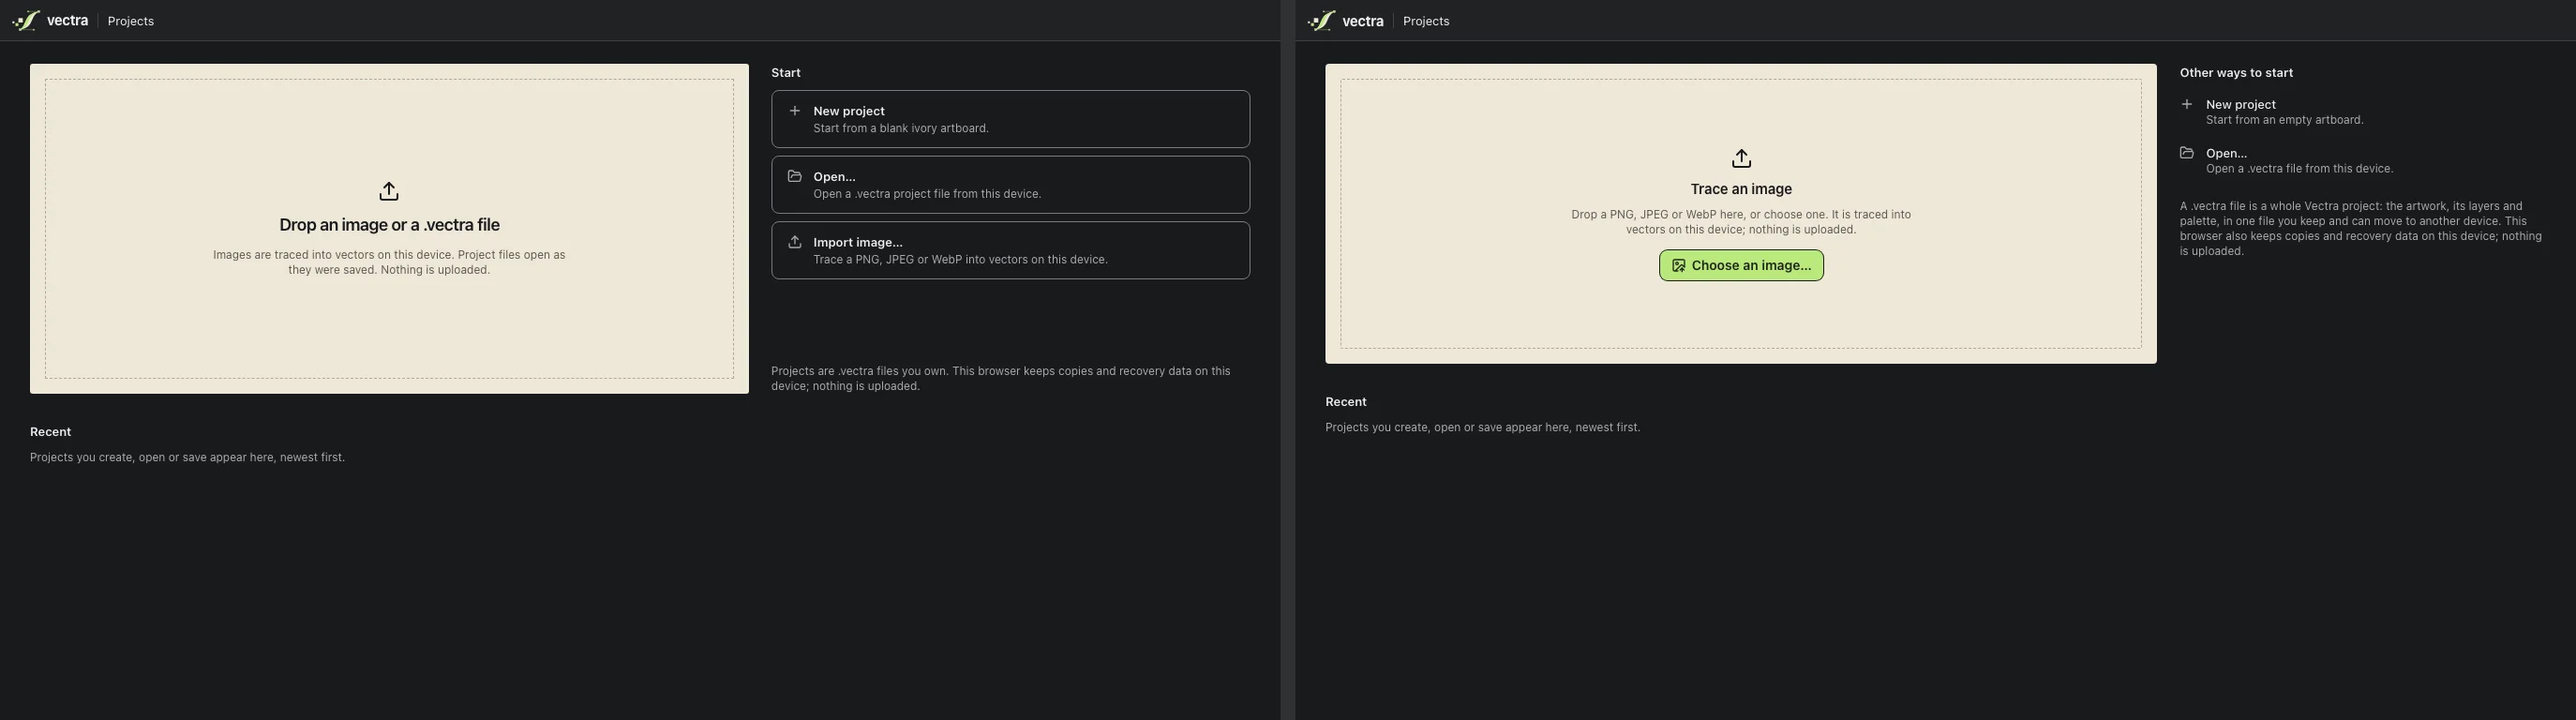 vectra
Projects
Drop an image or a .vectra file
Images are traced into vectors on this device. Project files open as
they were saved. Nothing is uploaded.
Start
New project
Start from a blank ivory artboard.
Open...
Open a .vectra project file from this device.
Import image...
Trace a PNG, JPEG or WebP into vectors on this device.
Projects are .vectra files you own. This browser keeps copies and recovery data on this
device; nothing is uploaded.
Recent
Projects you create, open or save appear here, newest first.
vectra
Projects
Trace an image
Drop a PNG, JPEG or WebP here, or choose one. It is traced into
vectors on this device; nothing is uploaded.
Choose an image...
Other ways to start
New project
Start from an empty artboard.
Open...
Open a .vectra file from this device.
A .vectra file is a whole Vectra project: the artwork, its layers and
palette, in one file you keep and can move to another device. This
browser also keeps copies and recovery data on this device; nothing
is uploaded.
Recent
Projects you create, open or save appear here, newest first.